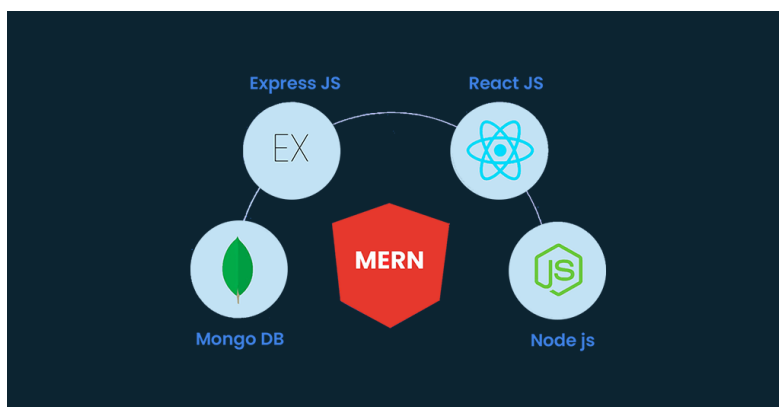 Express JS
React JS
EX
MERN
JS
Mongo DB
Node js